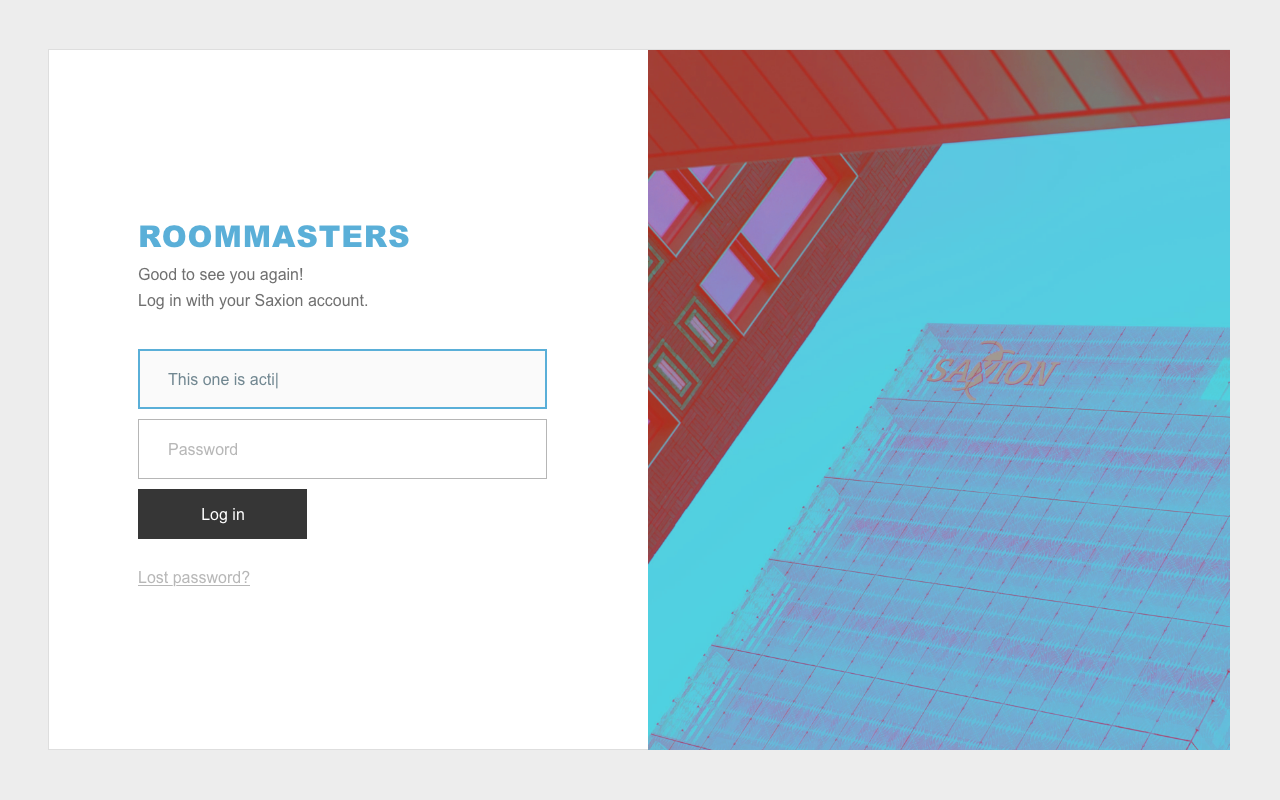 ROOMMASTERS
Good to see you again!
Log in with your Saxion account.
This one is acti|
Password
Log in
Lost password?
SAXION